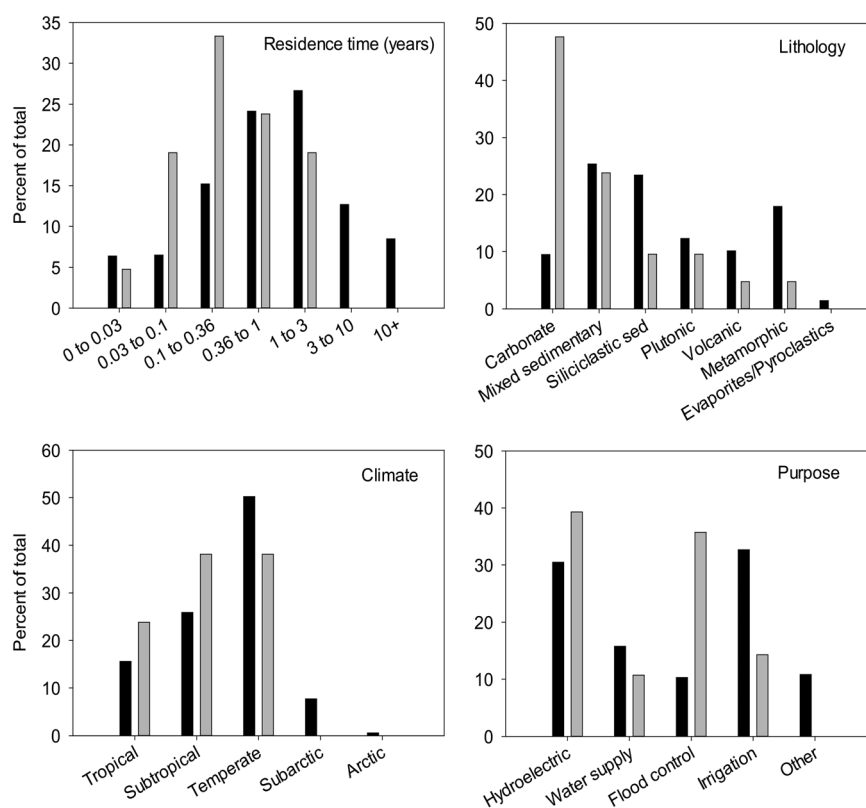 Residence time (years)
Percent of total
35
30
25
20
15
10
5
0
0 to 0.03
0.03 to 0.1
0.1 to 0.36
0.36 to 1
1 to 3
3 to 10
10+
Lithology
50
40
30
20
10
0
Carbonate
Mixed sedimentary
Siliciclastic sed
Plutonic
Volcanic
Metamorphic
Evaporites/Pyroclastics
Climate
Percent of total
60
50
40
30
20
10
0
Tropical
Subtropical
Temperate
Subarctic
Arctic
Purpose
50
40
30
20
10
0
Hydroelectric
Water supply
Flood control
Irrigation
Other